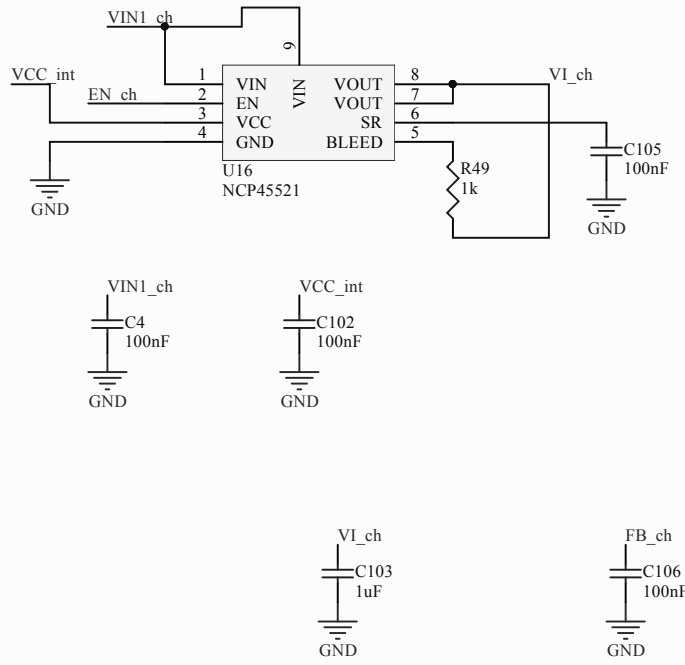 VIN1_ch
VCC_int
EN_ch
9
VIN
1
2
3
4
VIN
EN
VCC
GND
VOUT
VOUT
SR
BLEED
8
7
6
5
VI_ch
U16
NCP45521
R49
1k
C105
100nF
GND
GND
VIN1_ch
C4
100nF
GND
VCC_int
C102
100nF
GND
VI_ch
C103
1uF
GND
FB_ch
C106
100nF
GND